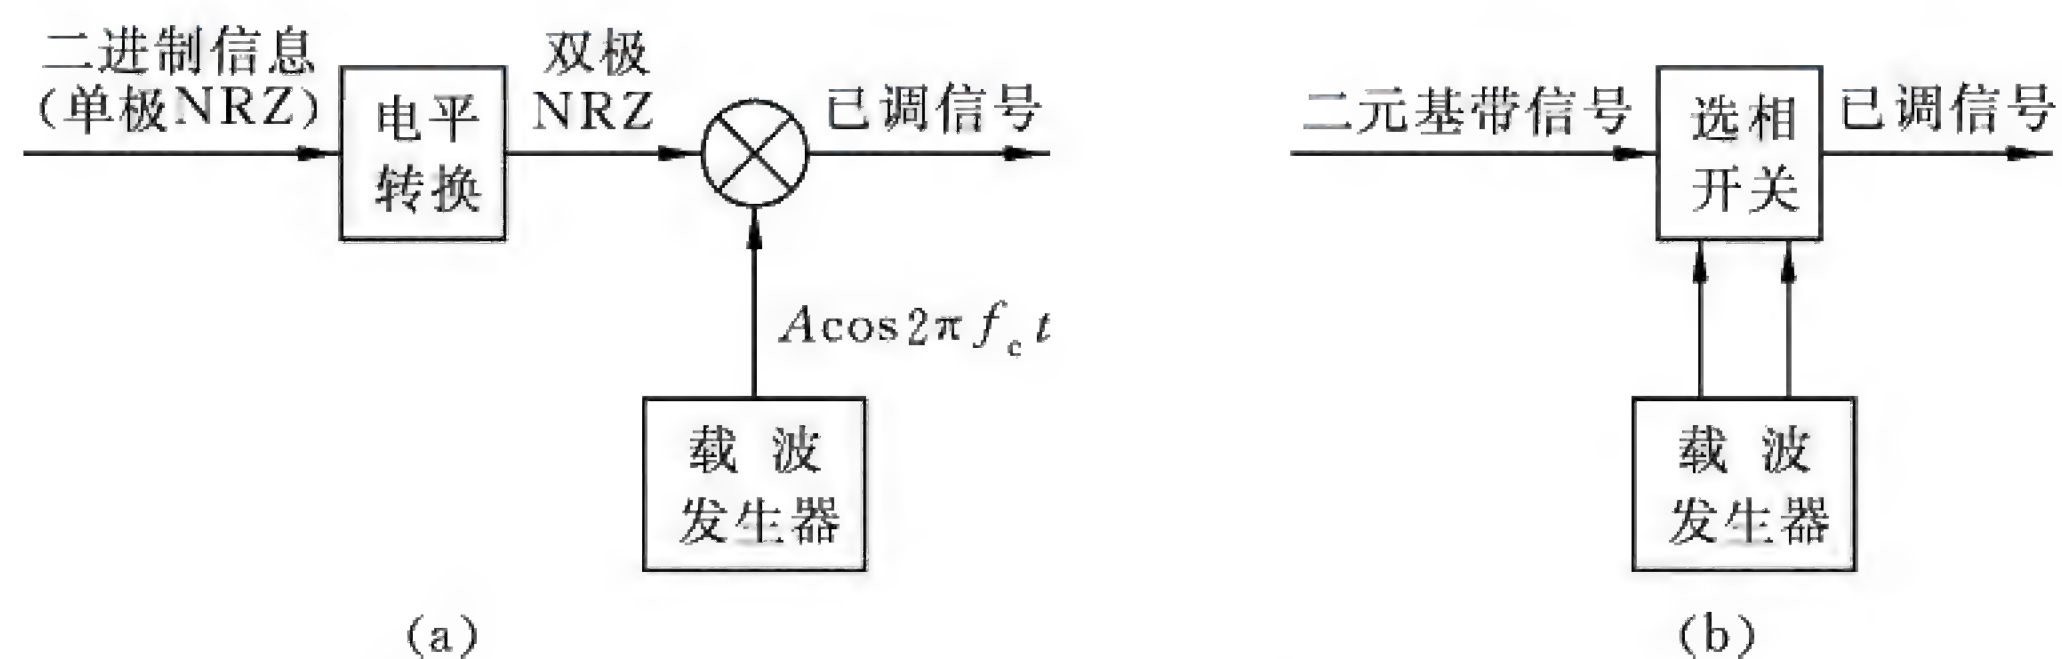 二进制信息
(单极NRZ)
电平
转换
双极
NRZ
已调信号
Acos2πf_c t
载 波
发生器
(a)
二元基带信号
选相
开关
已调信号
载 波
发生器
(b)